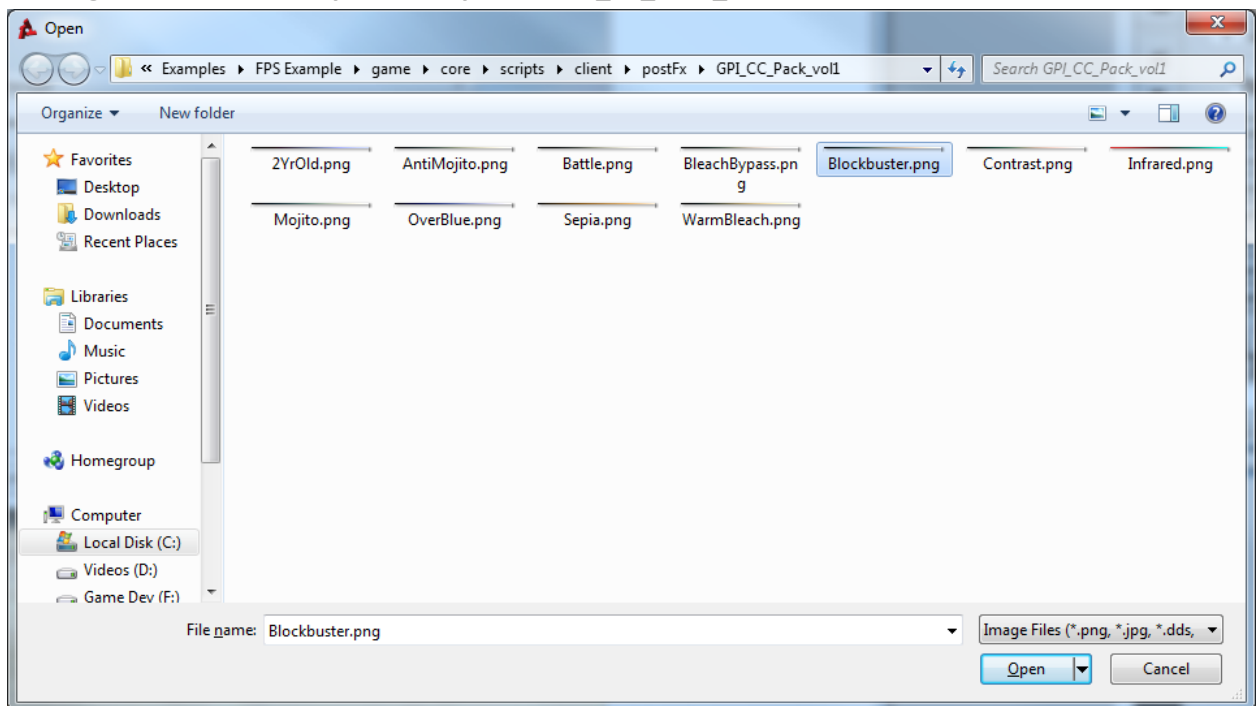 Open
« Examples ▸ FPS Example ▸ game ▸ core ▸ scripts ▸ client ▸ postFx ▸ GPI_CC_Pack_vol1
Search GPI_CC_Pack_vol1
Organize
New folder
Favorites
Desktop
Downloads
Recent Places
Libraries
Documents
Music
Pictures
Videos
Homegroup
Computer
Local Disk (C:)
Videos (D:)
Game Dev (F:)
2YrOld.png
AntiMojito.png
Battle.png
BleachBypass.pn
g
Blockbuster.png
Contrast.png
Infrared.png
Mojito.png
OverBlue.png
Sepia.png
WarmBleach.png
File name: Blockbuster.png
Image Files (*.png, *.jpg, *.dds,
Open
Cancel